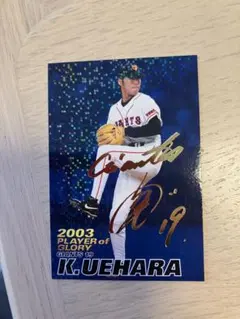 GIANTS
Giants
19.
2003
PLAYER of
GLORY
GIANTS 19
K.UEHARA